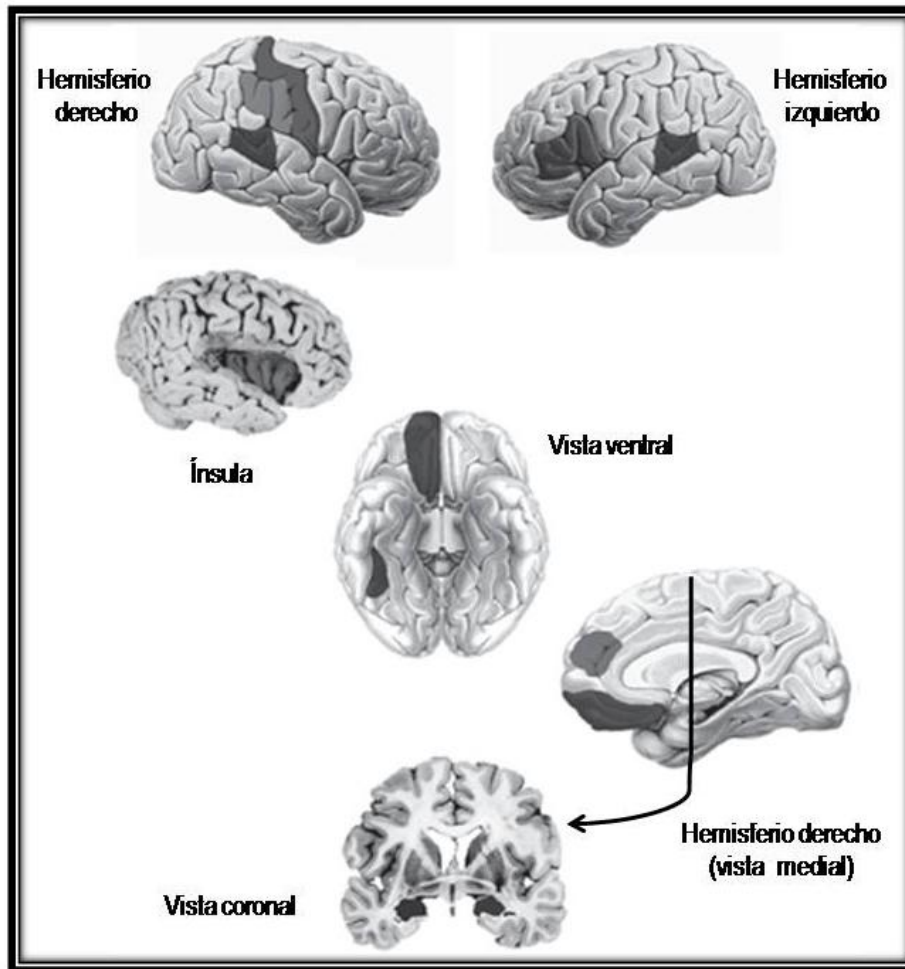 Hemisferio
derecho
Hemisferio
izquierdo
Ínsula
Vista ventral
Hemisferio derecho
(vista medial)
Vista coronal